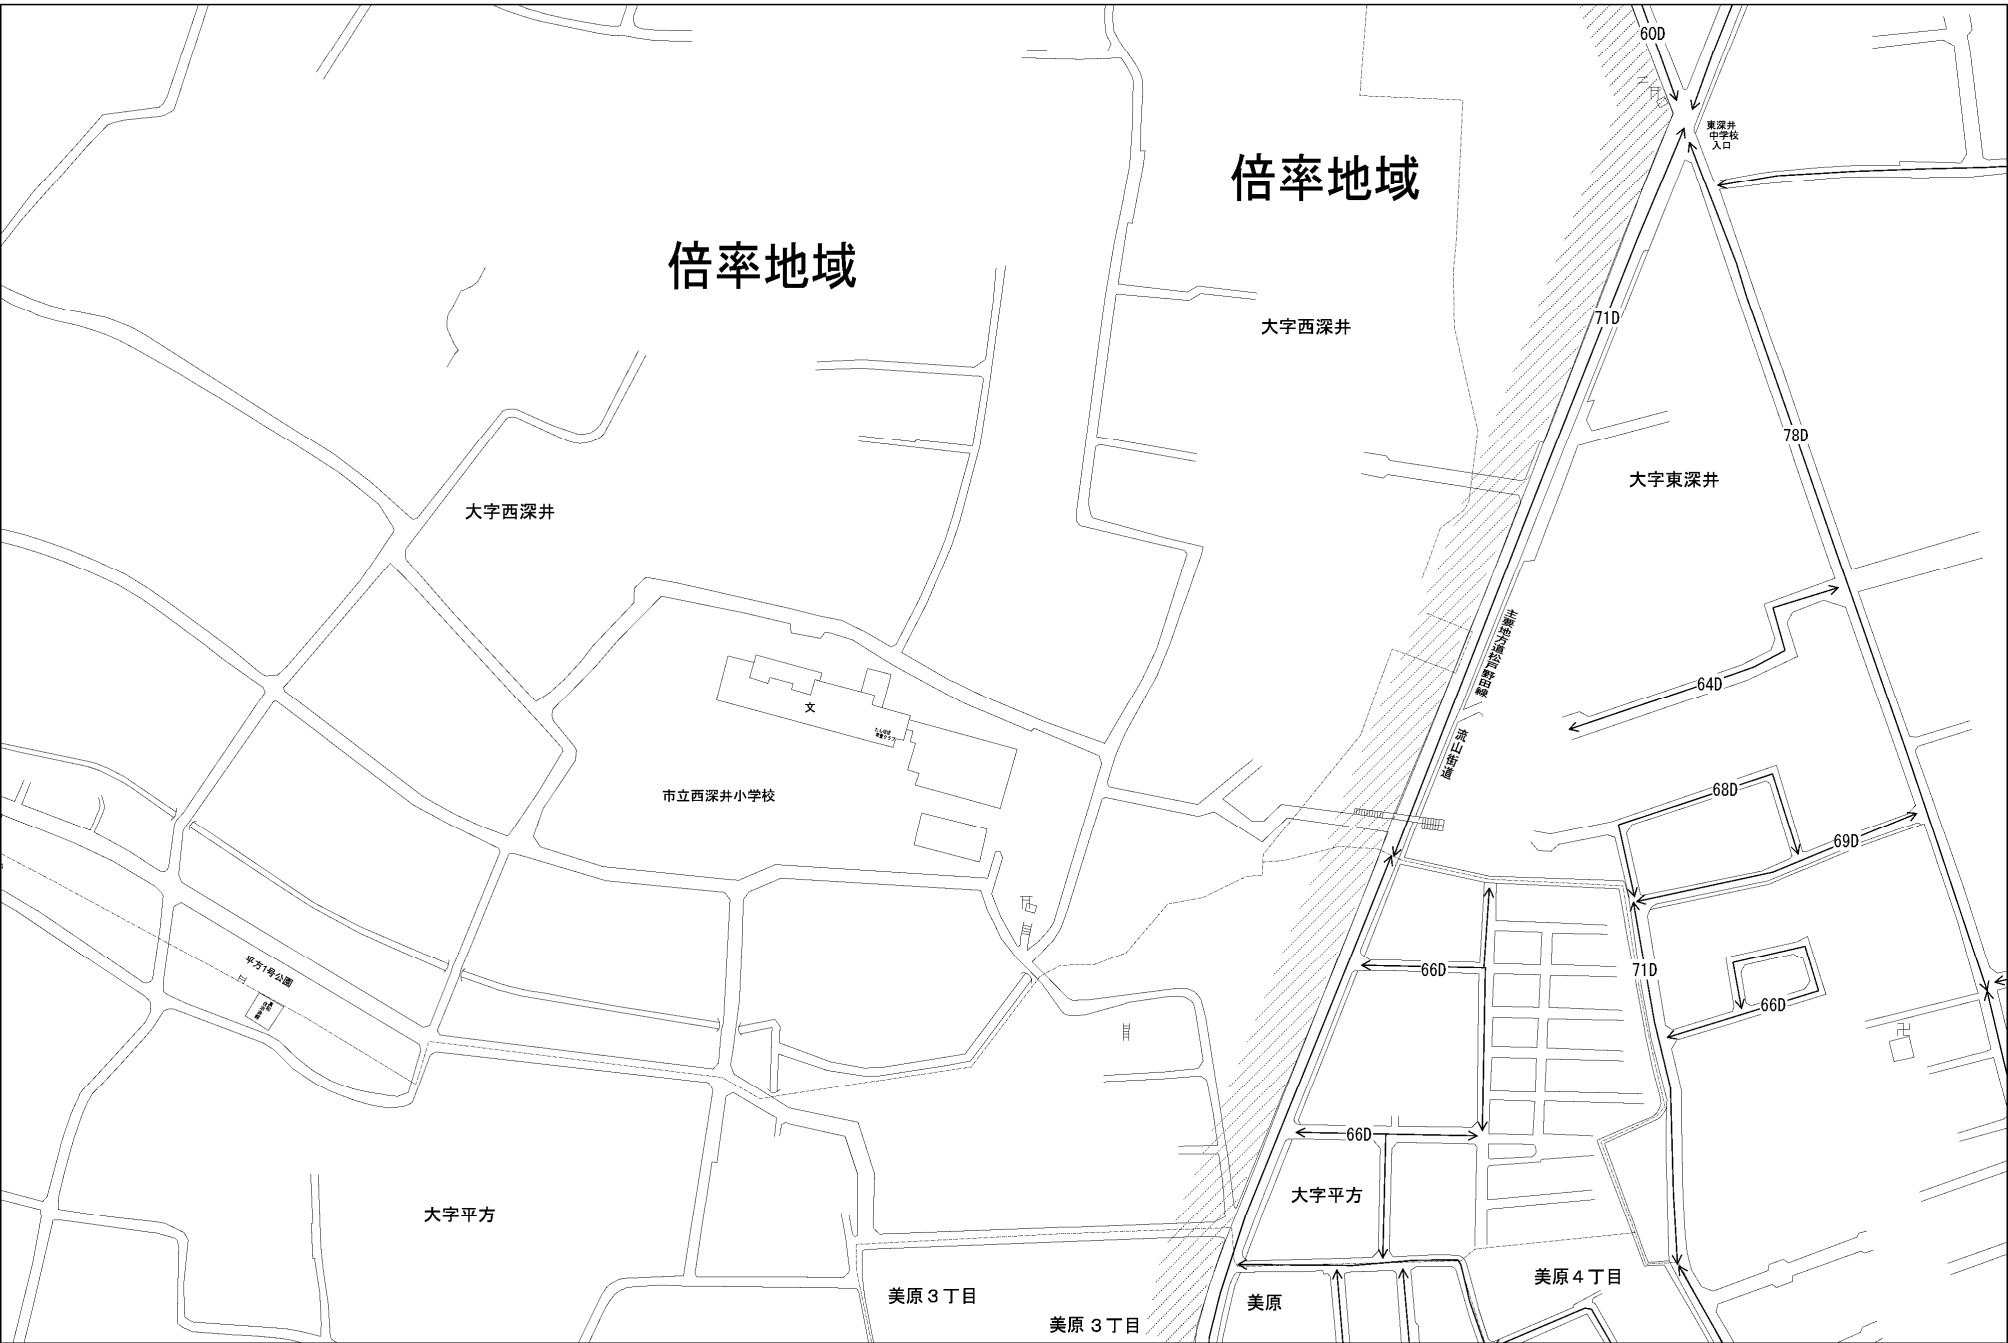 60D
東深井
中学校
入口
倍率地域
倍率地域
71D
大字西深井
78D
大字東深井
大字西深井
主要地方道松戸野田線
64D
文
流山街道
市立西深井小学校
68D
69D
平方1号公園
66D
71D
66D
66D
大字平方
大字平方
美原4丁目
美原3丁目
美原
美原3丁目